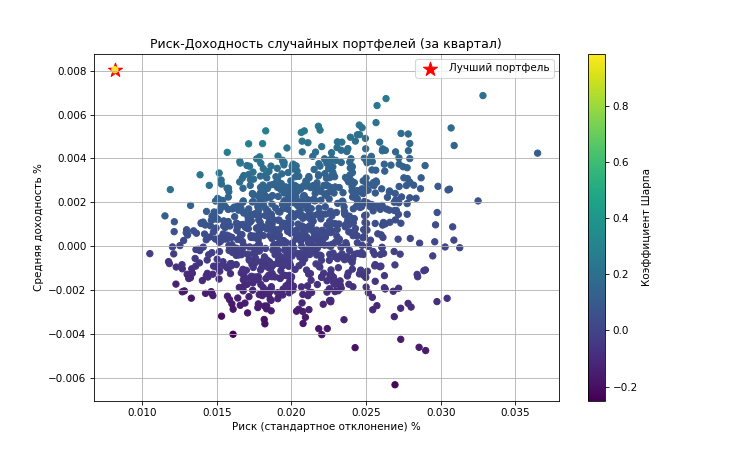 Риск-Доходность случайных портфелей (за квартал)
Лучший портфель
Средняя доходность %
0.008
0.006
0.004
0.002
0.000
−0.002
−0.004
−0.006
0.010 0.015 0.020 0.025 0.030 0.035
Риск (стандартное отклонение) %
0.8
0.6
0.4
0.2
0.0
−0.2
Коэффициент Шарпа